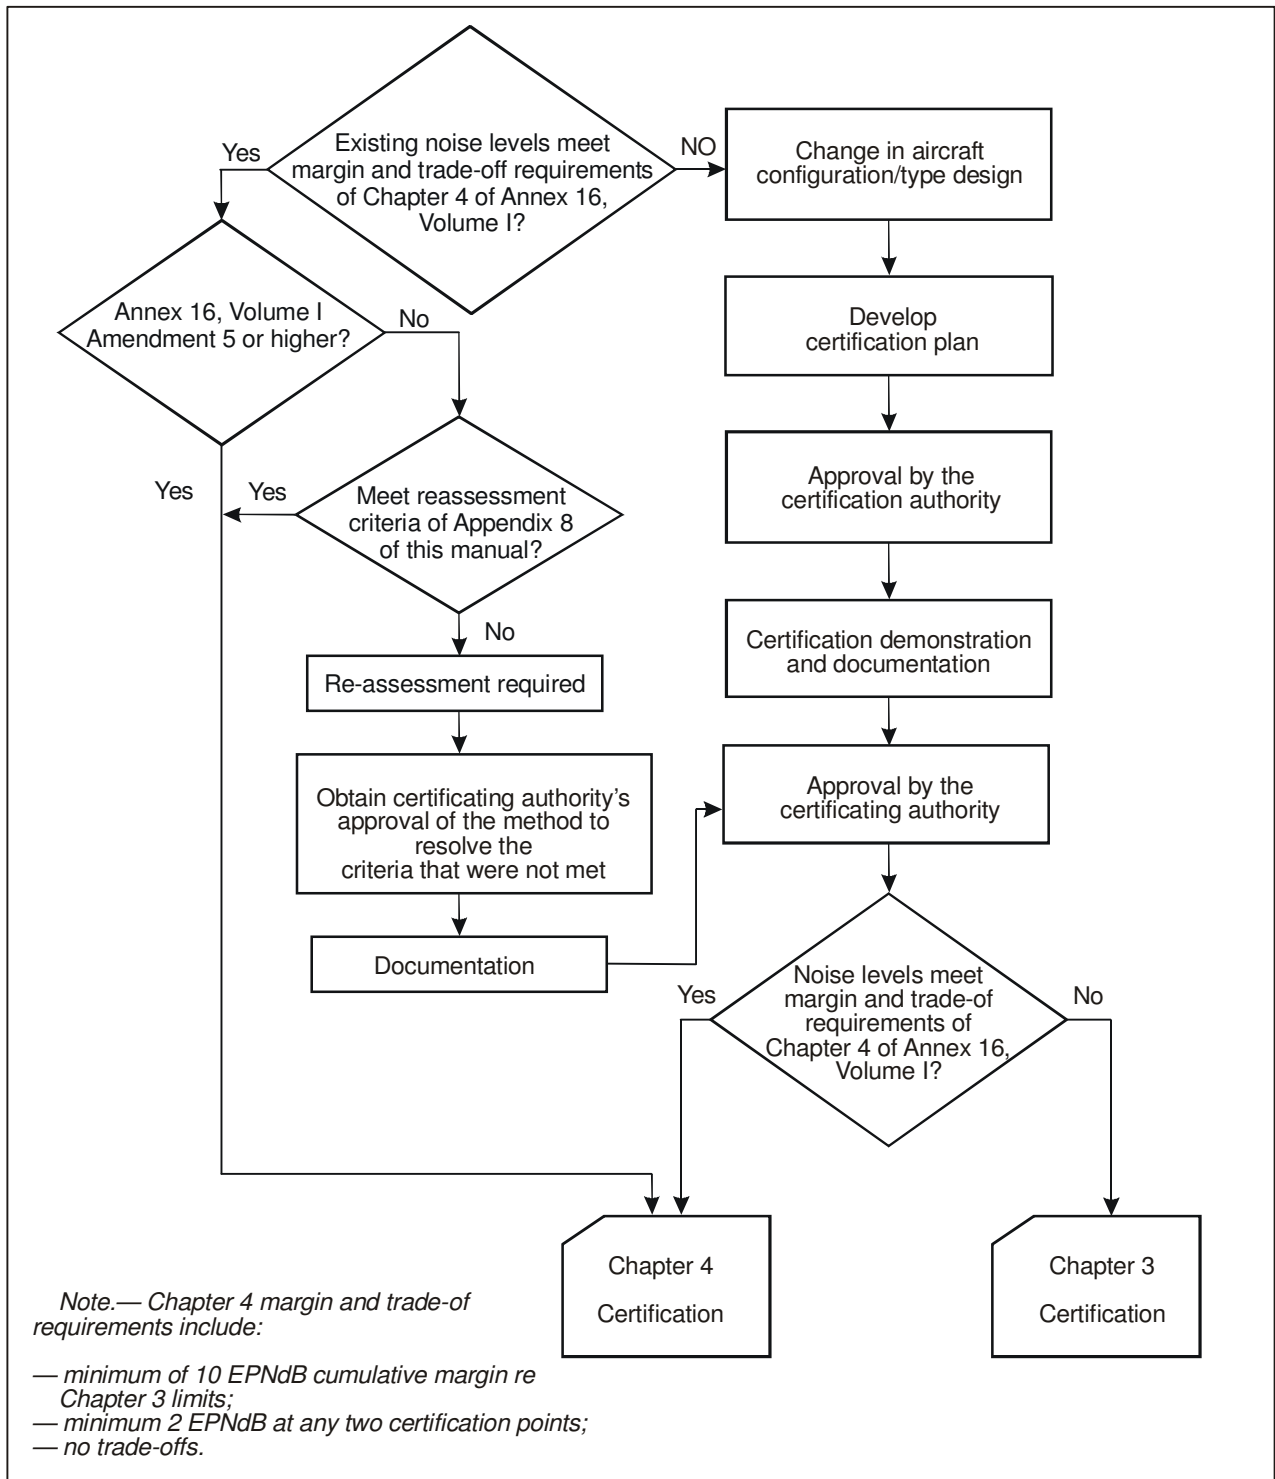 Existing noise levels meet
margin and trade-off requirements
of Chapter 4 of Annex 16,
Volume I?
Yes
NO
Change in aircraft
configuration/type design
Annex 16, Volume I
Amendment 5 or higher?
No
Develop
certification plan
Yes
Yes
Meet reassessment
criteria of Appendix 8
of this manual?
Approval by the
certification authority
No
Re-assessment required
Certification demonstration
and documentation
Obtain certificating authority's
approval of the method to
resolve the
criteria that were not met
Approval by the
certificating authority
Documentation
Yes
Noise levels meet
margin and trade-of
requirements of
Chapter 4 of Annex 16,
Volume I?
No
Chapter 4
Certification
Chapter 3
Certification
Note.— Chapter 4 margin and trade-of
requirements include:
— minimum of 10 EPNdB cumulative margin re
Chapter 3 limits;
— minimum 2 EPNdB at any two certification points;
— no trade-offs.